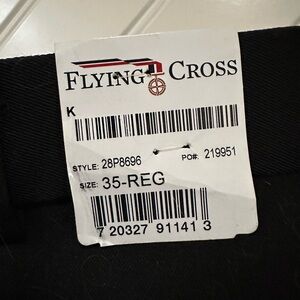 FLYING CROSS
K
STYLE: 28P8696 PO#: 219951
SIZE: 35-REG
7 20327 91141 3